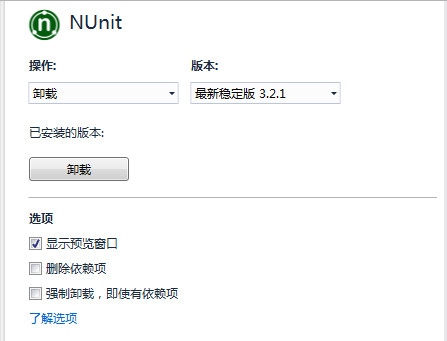 NUnit
操作: 版本:
卸载 最新稳定版 3.2.1
已安装的版本:
卸载
选项
显示预览窗口
删除依赖项
强制卸载，即使有依赖项
了解选项